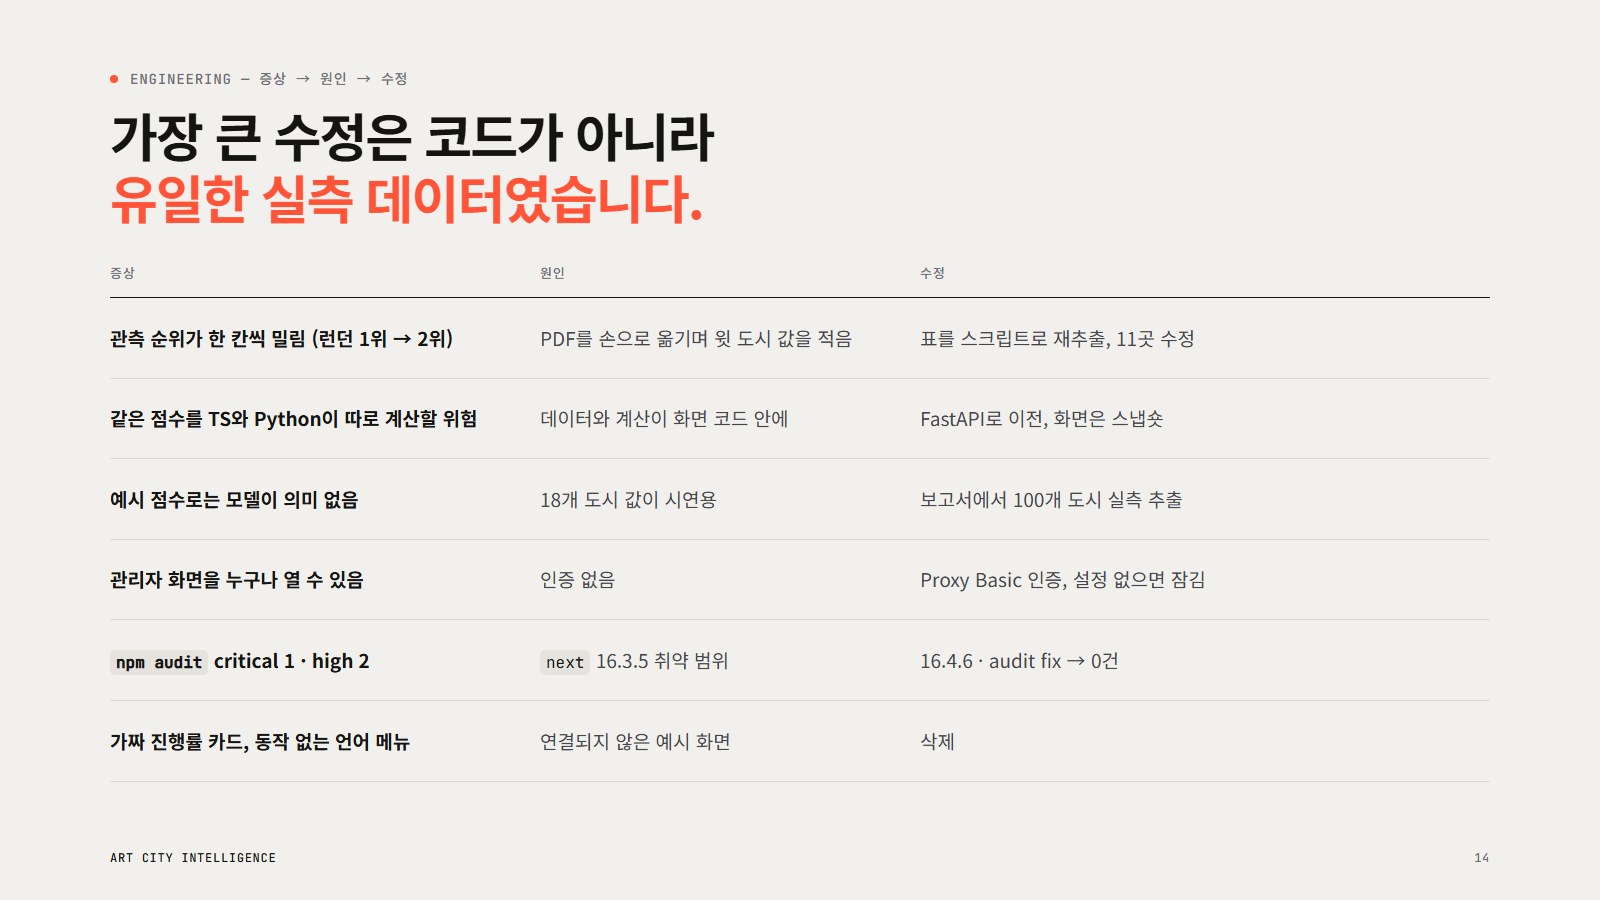 ENGINEERING — 증상 → 원인 → 수정
가장 큰 수정은 코드가 아니라
유일한 실측 데이터였습니다.
증상 원인 수정
관측 순위가 한 칸씩 밀림 (런던 1위 → 2위) PDF를 손으로 옮기며 윗 도시 값을 적음 표를 스크립트로 재추출, 11곳 수정
같은 점수를 TS와 Python이 따로 계산할 위험 데이터와 계산이 화면 코드 안에 FastAPI로 이전, 화면은 스냅숏
예시 점수로는 모델이 의미 없음 18개 도시 값이 시연용 보고서에서 100개 도시 실측 추출
관리자 화면을 누구나 열 수 있음 인증 없음 Proxy Basic 인증, 설정 없으면 잠김
npm audit critical 1 · high 2 next 16.3.5 취약 범위 16.4.6 · audit fix → 0건
가짜 진행률 카드, 동작 없는 언어 메뉴 연결되지 않은 예시 화면 삭제
ART CITY INTELLIGENCE 14